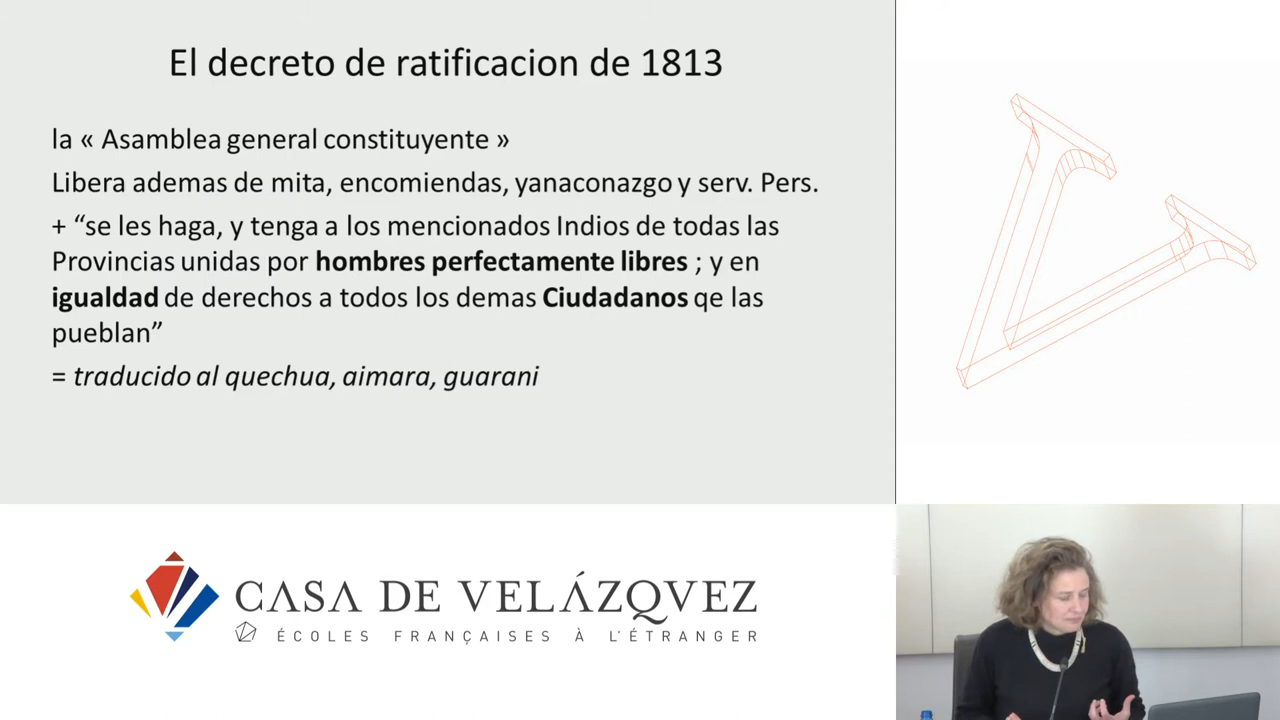 El decreto de ratificacion de 1813
la « Asamblea general constituyente »
Libera ademas de mita, encomiendas, yanaconazgo y serv. Pers.
+ “se les haga, y tenga a los mencionados Indios de todas las
Provincias unidas por hombres perfectamente libres ; y en
igualdad de derechos a todos los demas Ciudadanos qe las
pueblan”
= traducido al quechua, aimara, guarani
CASA DE VELÁZQVEZ
ÉCOLES FRANÇAISES À L'ÉTRANGER